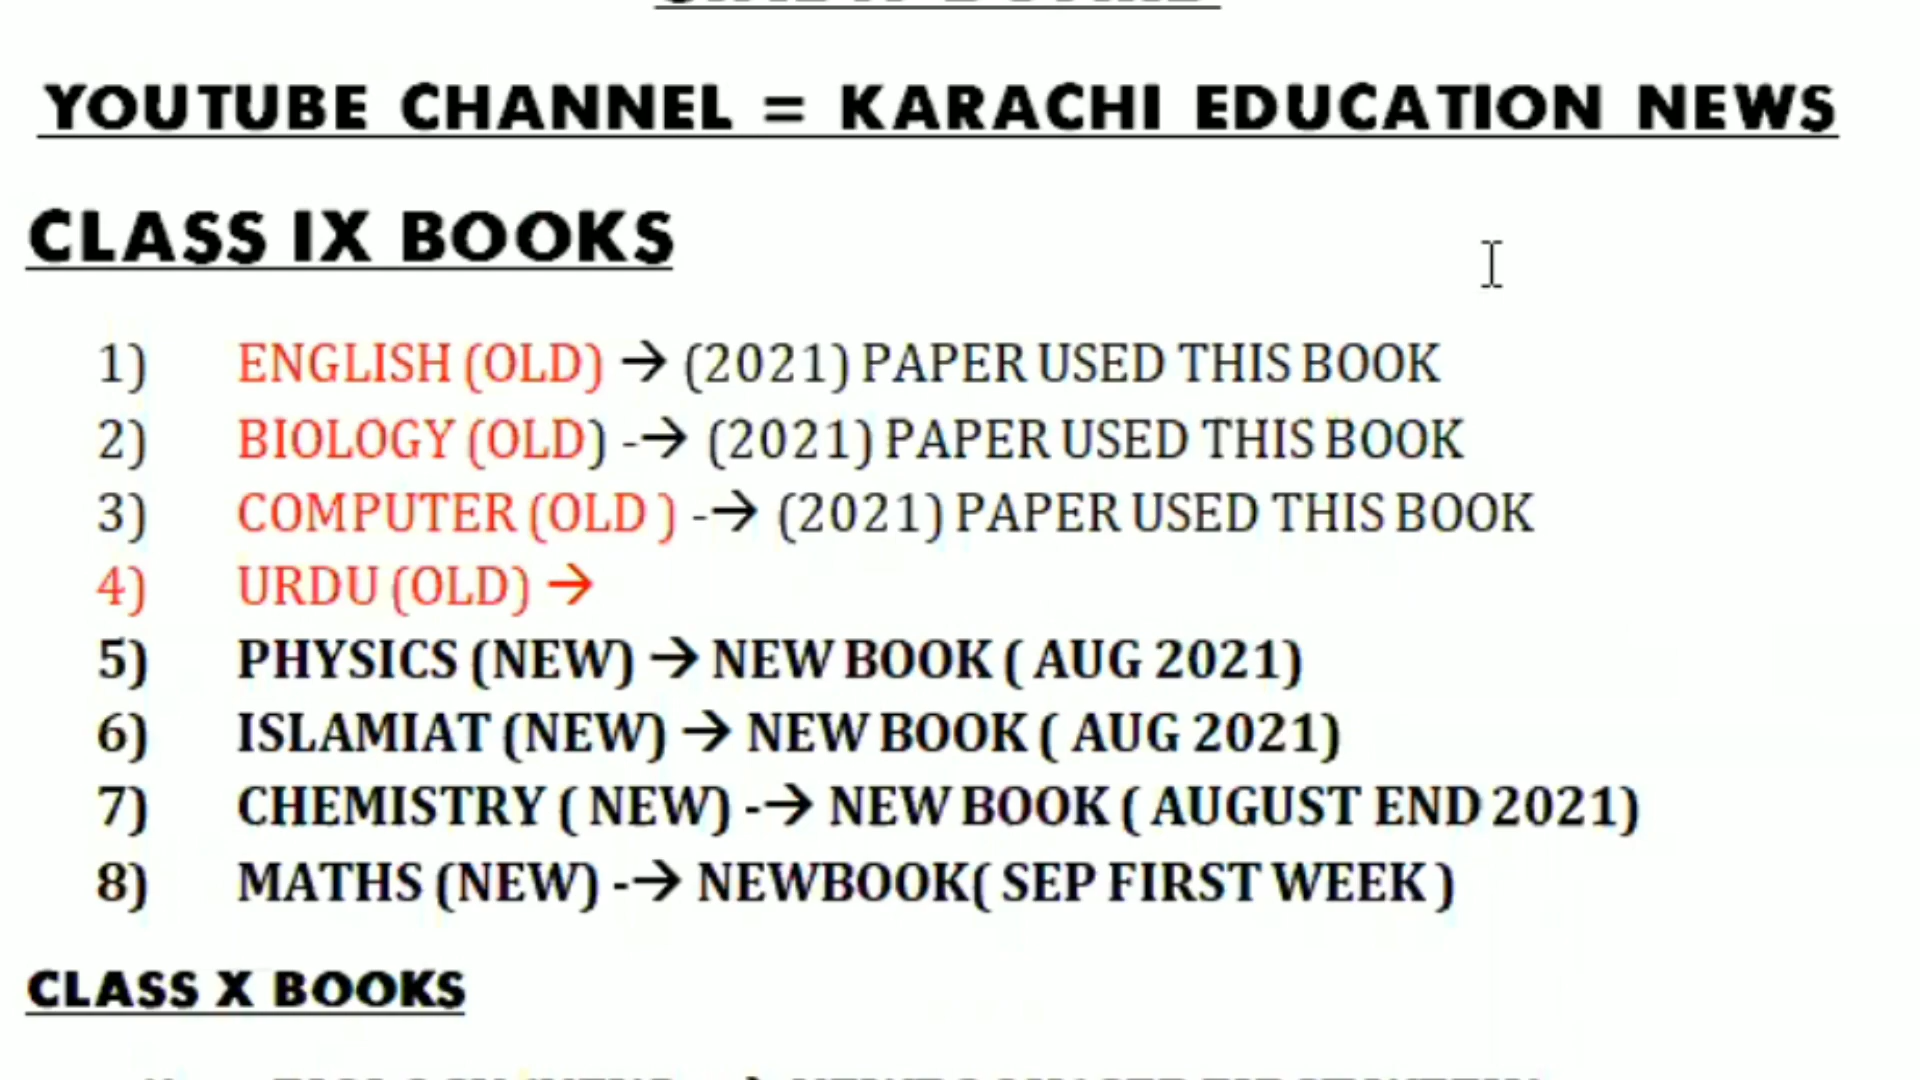 YOUTUBE CHANNEL = KARACHI EDUCATION NEWS
CLASS IX BOOKS
1) ENGLISH (OLD) → (2021) PAPER USED THIS BOOK
2) BIOLOGY (OLD) -→ (2021) PAPER USED THIS BOOK
3) COMPUTER (OLD ) -→ (2021) PAPER USED THIS BOOK
4) URDU (OLD) →
5) PHYSICS (NEW) → NEW BOOK ( AUG 2021)
6) ISLAMIAT (NEW) → NEW BOOK ( AUG 2021)
7) CHEMISTRY ( NEW) -→ NEW BOOK ( AUGUST END 2021)
8) MATHS (NEW) -→ NEWBOOK( SEP FIRST WEEK )
CLASS X BOOKS